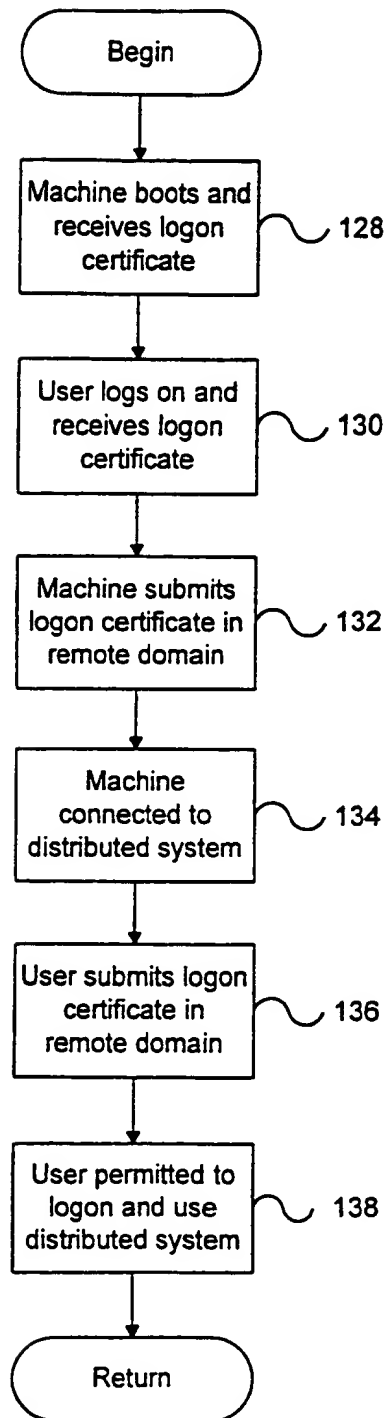 Begin
Machine boots and
receives logon
certificate
128
User logs on and
receives logon
certificate
130
Machine submits
logon certificate in
remote domain
132
Machine
connected to
distributed system
134
User submits logon
certificate in
remote domain
136
User permitted to
logon and use
distributed system
138
Return